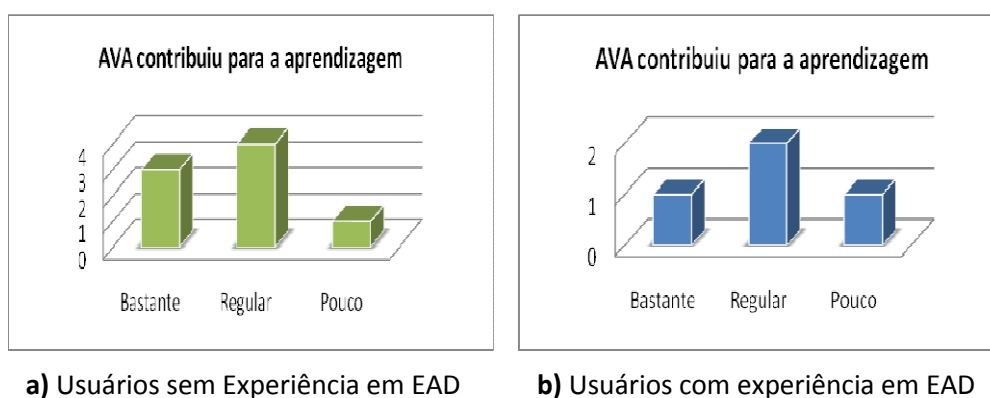 AVA contribuiu para a aprendizagem
4
3
2
1
0
Bastante Regular Pouco
a) Usuários sem Experiência em EAD
AVA contribuiu para a aprendizagem
2
1
0
Bastante Regular Pouco
b) Usuários com experiência em EAD